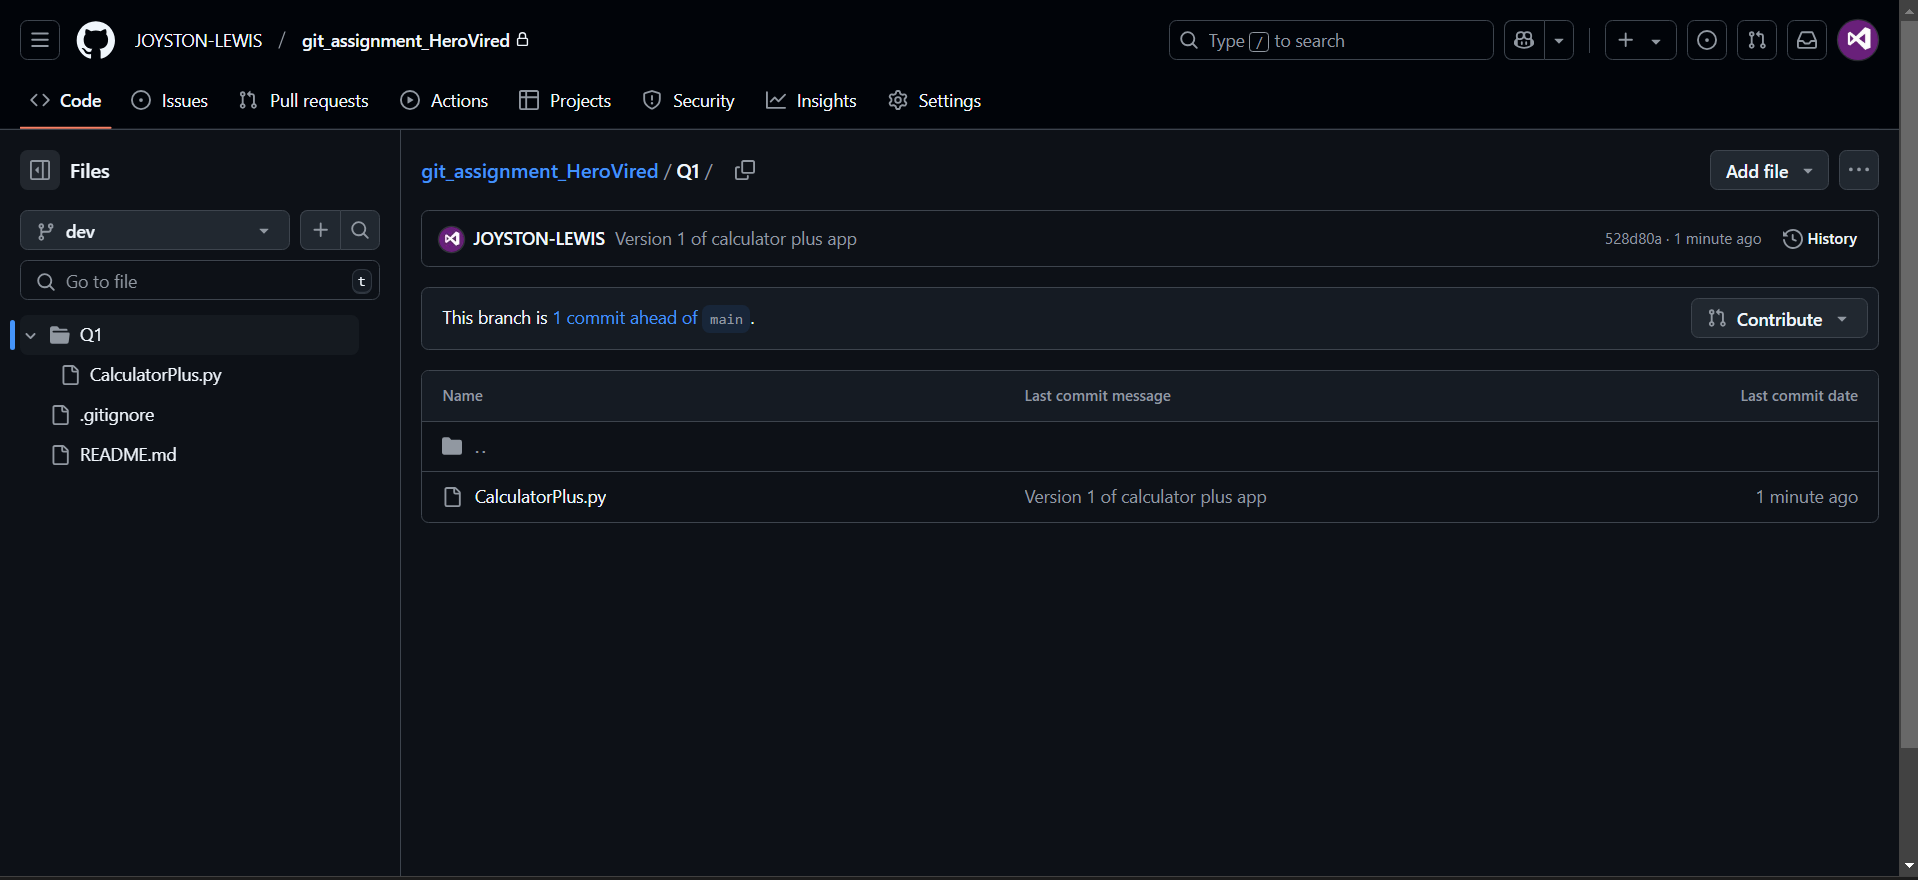 JOYSTON-LEWIS / git_assignment_HeroVired
Type / to search
Code Issues Pull requests Actions Projects Security Insights Settings
Files
dev
Go to file t
Q1
CalculatorPlus.py
.gitignore
README.md
git_assignment_HeroVired / Q1 /
Add file
JOYSTON-LEWIS Version 1 of calculator plus app
528d80a · 1 minute ago History
This branch is 1 commit ahead of main .
Contribute
Name Last commit message Last commit date
..
CalculatorPlus.py Version 1 of calculator plus app 1 minute ago